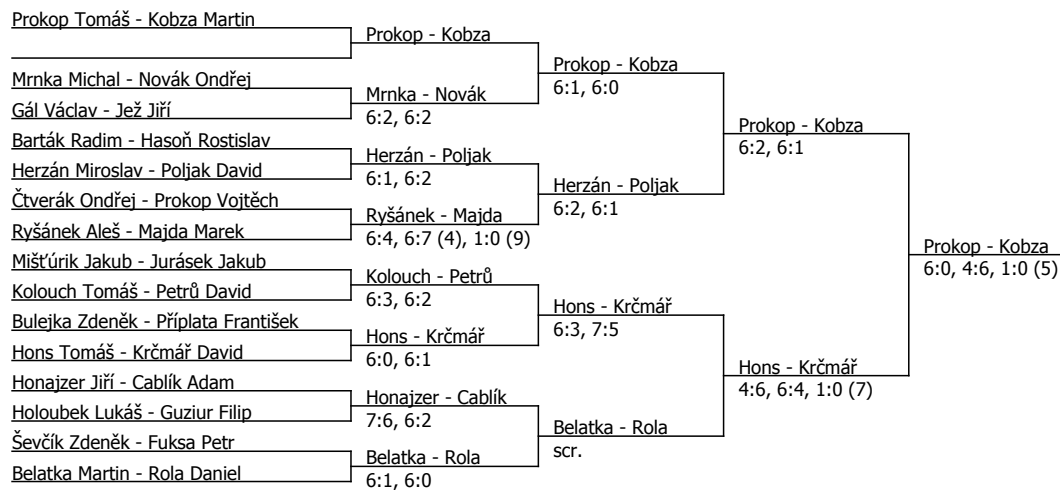 Prokop Tomáš - Kobza Martin
Mrnka Michal - Novák Ondřej
Gál Václav - Jež Jiří
Barták Radim - Hasoň Rostislav
Herzán Miroslav - Poljak David
Čtverák Ondřej - Prokop Vojtěch
Ryšánek Aleš - Majda Marek
Mišťúrik Jakub - Jurásek Jakub
Kolouch Tomáš - Petrů David
Bulejka Zdeněk - Příplata František
Hons Tomáš - Krčmář David
Honajzer Jiří - Cablík Adam
Holoubek Lukáš - Guziur Filip
Ševčík Zdeněk - Fuksa Petr
Belatka Martin - Rola Daniel
Prokop - Kobza
Mrnka - Novák
6:2, 6:2
Herzán - Poljak
6:1, 6:2
Ryšánek - Majda
6:4, 6:7 (4), 1:0 (9)
Kolouch - Petrů
6:3, 6:2
Hons - Krčmář
6:0, 6:1
Honajzer - Cablík
7:6, 6:2
Belatka - Rola
6:1, 6:0
Prokop - Kobza
6:1, 6:0
Herzán - Poljak
6:2, 6:1
Hons - Krčmář
6:3, 7:5
Belatka - Rola
scr.
Prokop - Kobza
6:2, 6:1
Hons - Krčmář
4:6, 6:4, 1:0 (7)
Prokop - Kobza
6:0, 4:6, 1:0 (5)